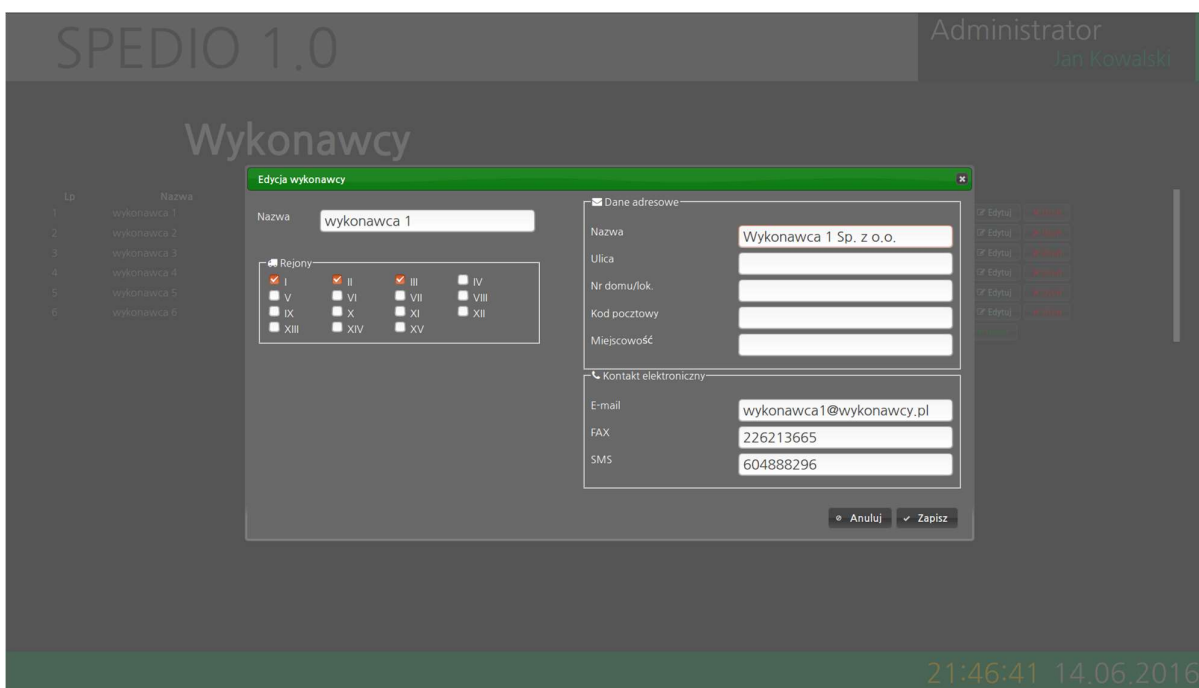 SPEDIO 1.0
Administrator
Jan Kowalski
Wykonawcy
Lp Nazwa
1 wykonawca 1 Edytuj
2 wykonawca 2 Edytuj
3 wykonawca 3 Edytuj
4 wykonawca 4 Edytuj
5 wykonawca 5 Edytuj
6 wykonawca 6 Edytuj
Edycja wykonawcy
Nazwa wykonawca 1
Rejony
I II III IV
V VI VII VIII
IX X XI XII
XIII XIV XV
Dane adresowe
Nazwa Wykonawca 1 Sp. z o.o.
Ulica
Nr domu/lok.
Kod pocztowy
Miejscowość
Kontakt elektroniczny
E-mail wykonawca1@wykonawcy.pl
FAX 226213665
SMS 604888296
Anuluj Zapisz
21:46:41 14.06.2016